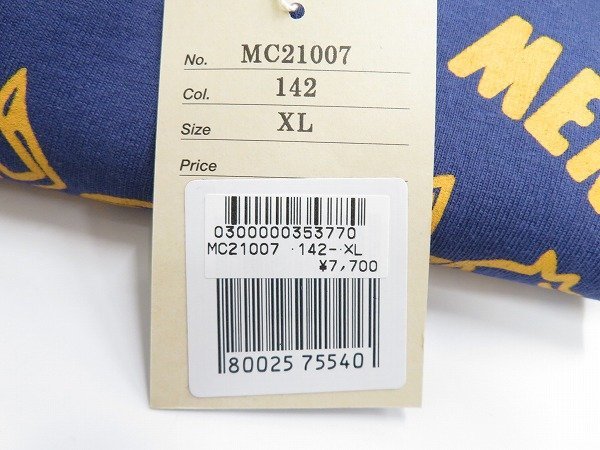 No. MC21007
Col. 142
Size XL
Price
0300000353770
MC21007 ·142-·XL
¥7,700
80025 75540